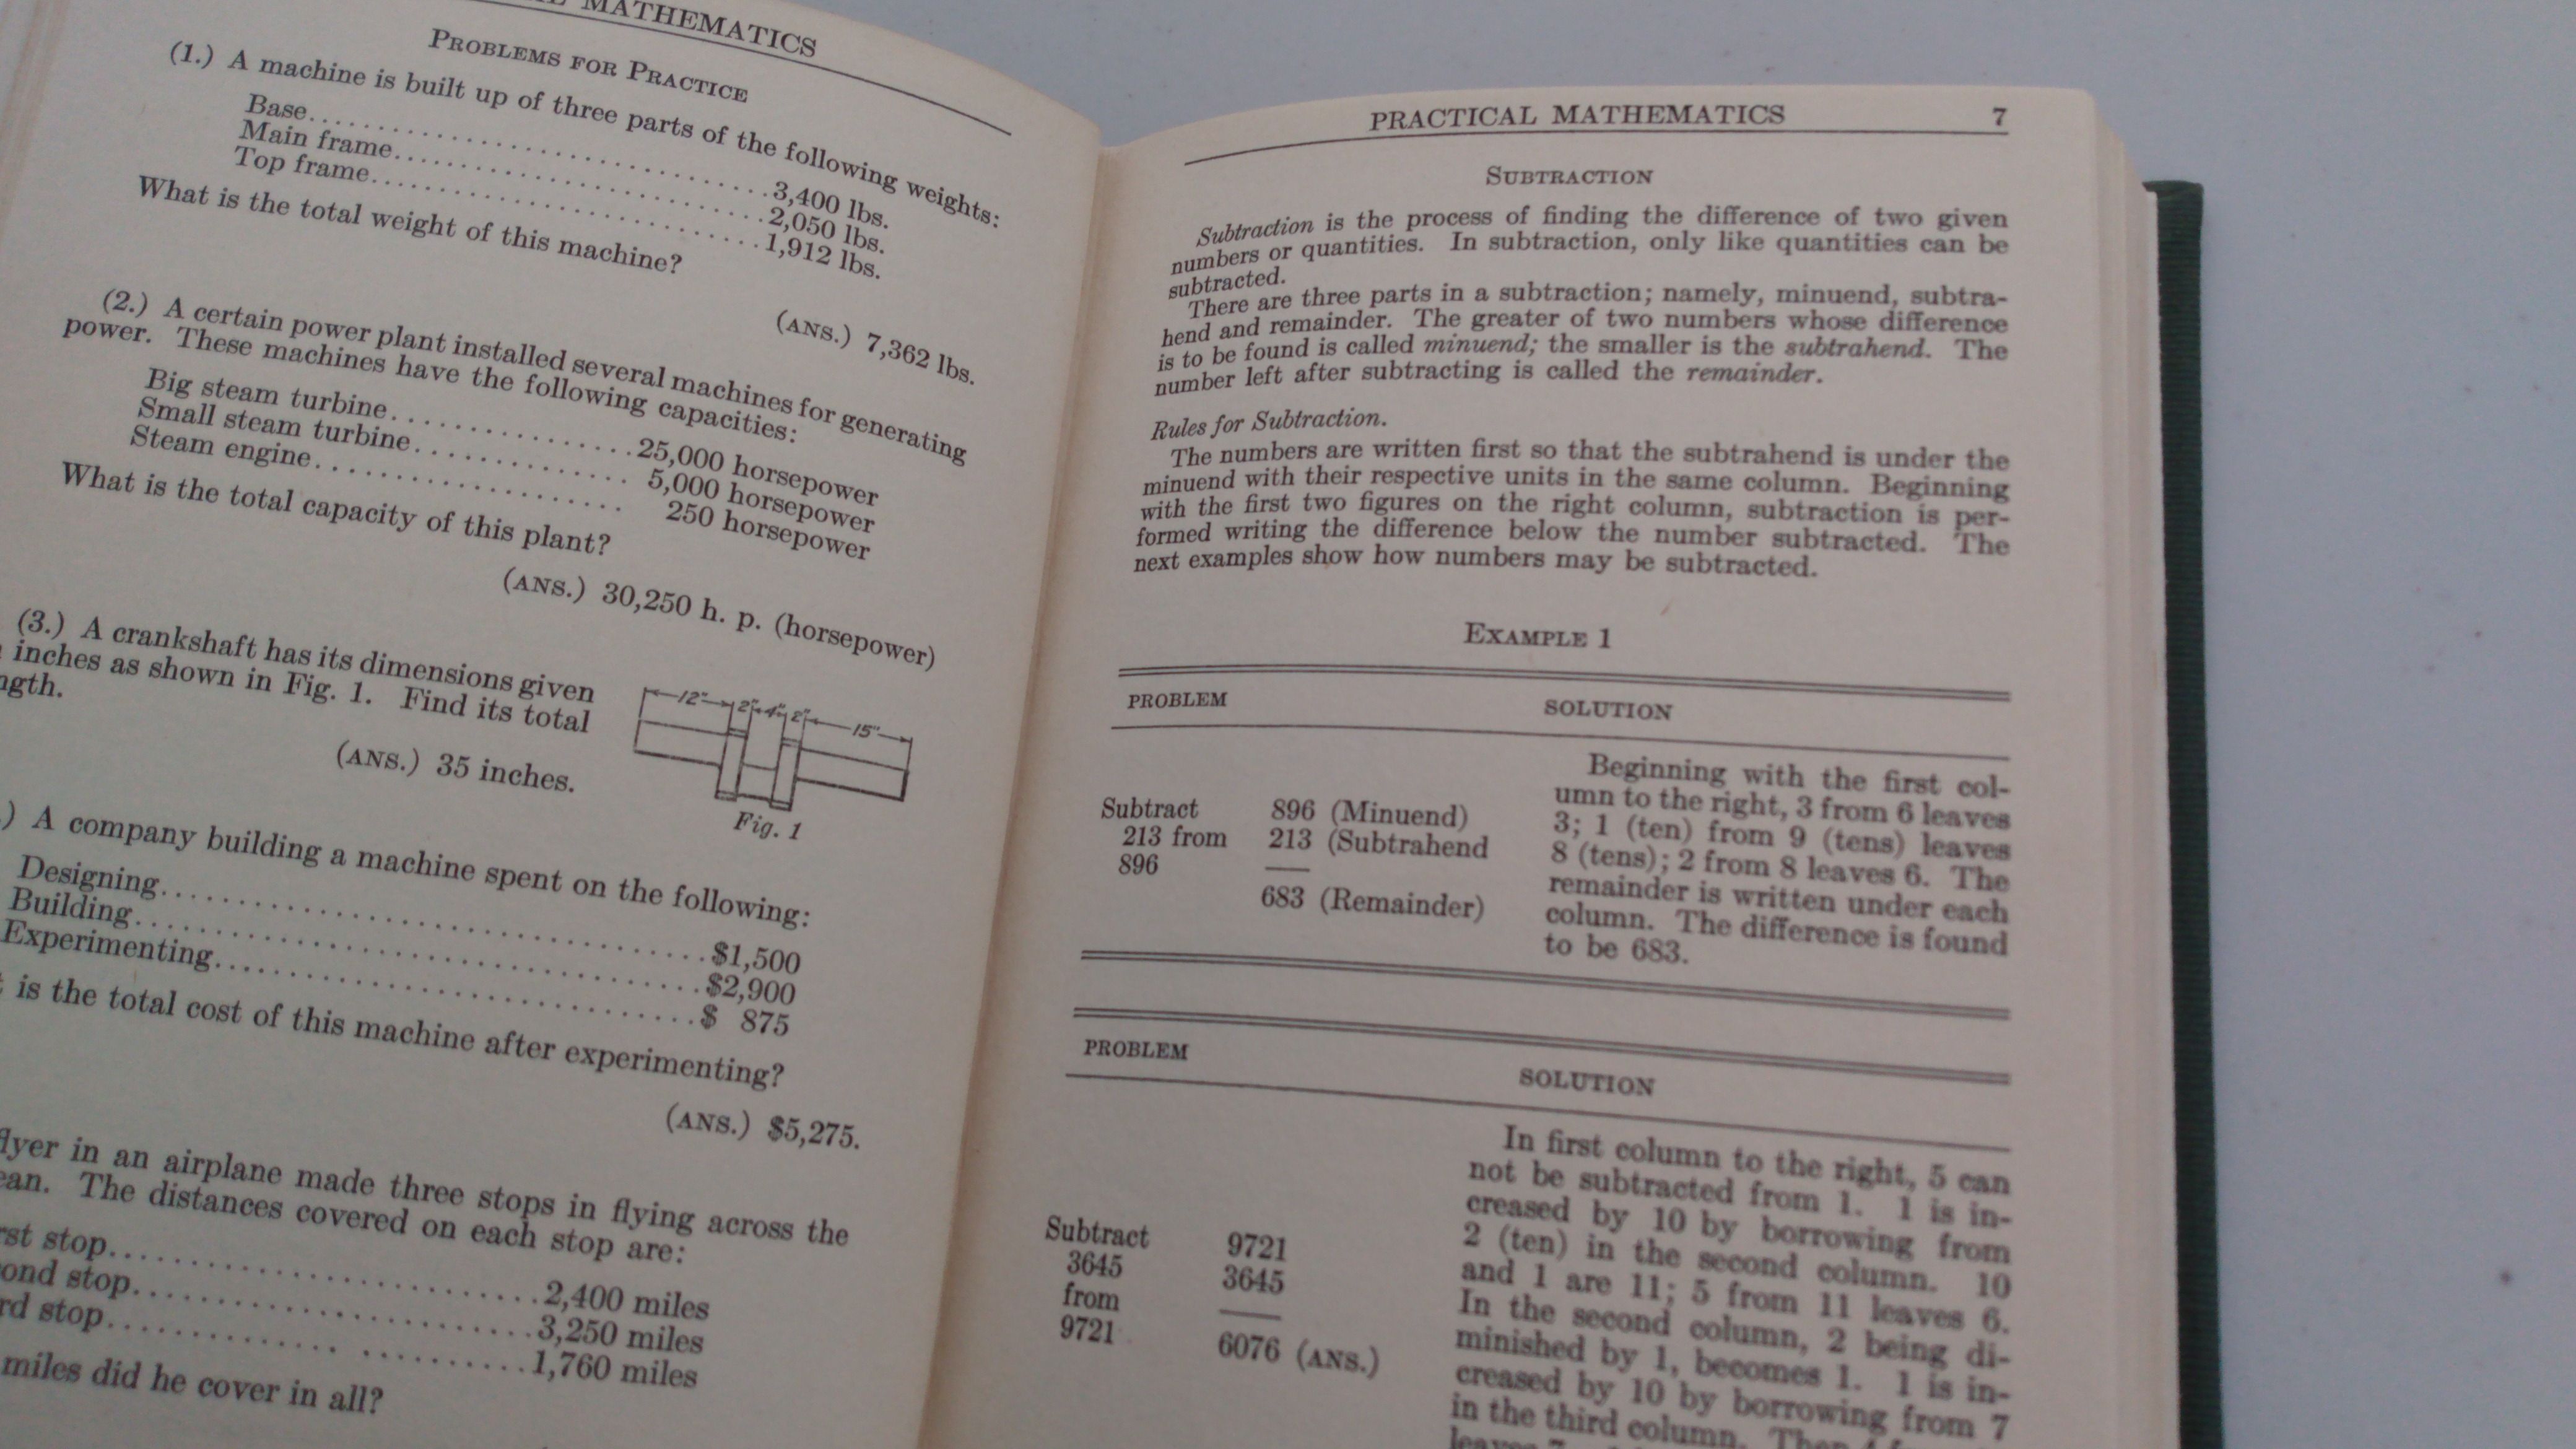 MATHEMATICS
PROBLEMS FOR PRACTICE
(1.) A machine is built up of three parts of the following weights:
Base............3,400 lbs.
Main frame............2,050 lbs.
Top frame............1,912 lbs.
What is the total weight of this machine?
(ANS.) 7,362 lbs.
(2.) A certain power plant installed several machines for generating
power. These machines have the following capacities:
Big steam turbine............25,000 horsepower
Small steam turbine............5,000 horsepower
Steam engine............250 horsepower
What is the total capacity of this plant?
(ANS.) 30,250 h. p. (horsepower)
(3.) A crankshaft has its dimensions given
inches as shown in Fig. 1. Find its total
ngth.
(ANS.) 35 inches.
12" 2" 4" 2" 15"
Fig. 1
.) A company building a machine spent on the following:
Designing............$1,500
Building............$2,900
Experimenting............$ 875
is the total cost of this machine after experimenting?
(ANS.) $5,275.
flyer in an airplane made three stops in flying across the
ean. The distances covered on each stop are:
rst stop............2,400 miles
ond stop............3,250 miles
rd stop............1,760 miles
miles did he cover in all?
PRACTICAL MATHEMATICS 7
SUBTRACTION
Subtraction is the process of finding the difference of two given
numbers or quantities. In subtraction, only like quantities can be
subtracted.
There are three parts in a subtraction; namely, minuend, subtra-
hend and remainder. The greater of two numbers whose difference
is to be found is called minuend; the smaller is the subtrahend. The
number left after subtracting is called the remainder.
Rules for Subtraction.
The numbers are written first so that the subtrahend is under the
minuend with their respective units in the same column. Beginning
with the first two figures on the right column, subtraction is per-
formed writing the difference below the number subtracted. The
next examples show how numbers may be subtracted.
EXAMPLE 1
PROBLEM SOLUTION
Subtract
213 from
896
896 (Minuend)
213 (Subtrahend
683 (Remainder)
Beginning with the first col-
umn to the right, 3 from 6 leaves
3; 1 (ten) from 9 (tens) leaves
8 (tens); 2 from 8 leaves 6. The
remainder is written under each
column. The difference is found
to be 683.
PROBLEM SOLUTION
Subtract
3645
from
9721
9721
3645
6076 (ANS.)
In first column to the right, 5 can
not be subtracted from 1. 1 is in-
creased by 10 by borrowing from
2 (ten) in the second column. 10
and 1 are 11; 5 from 11 leaves 6.
In the second column, 2 being di-
minished by 1, becomes 1. 1 is in-
creased by 10 by borrowing from 7
in the third column.